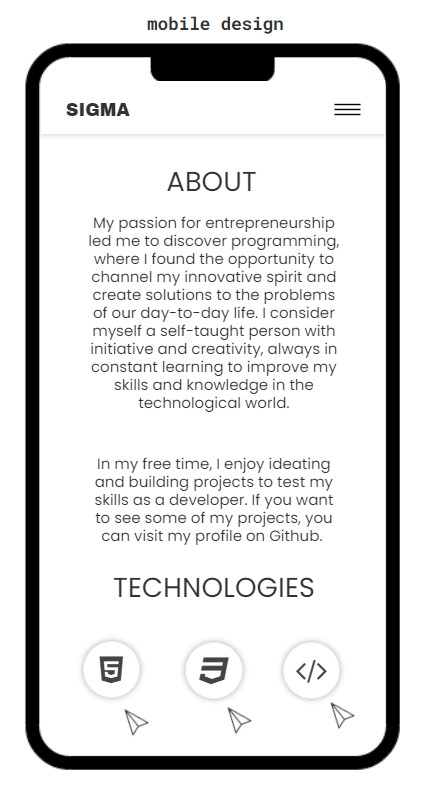 mobile design
SIGMA
ABOUT
My passion for entrepreneurship
led me to discover programming,
where I found the opportunity to
channel my innovative spirit and
create solutions to the problems
of our day-to-day life. I consider
myself a self-taught person with
initiative and creativity, always in
constant learning to improve my
skills and knowledge in the
technological world.
In my free time, I enjoy ideating
and building projects to test my
skills as a developer. If you want
to see some of my projects, you
can visit my profile on Github.
TECHNOLOGIES